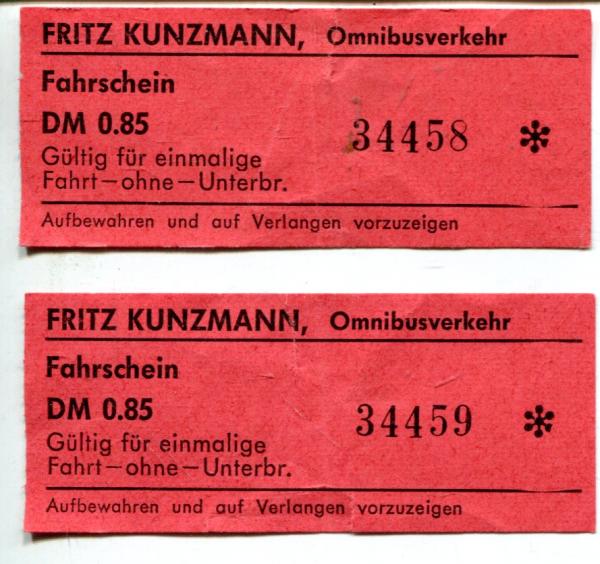 FRITZ KUNZMANN, Omnibusverkehr
Fahrschein
DM 0.85
34458 *
Gültig für einmalige
Fahrt-ohne-Unterbr.
Aufbewahren und auf Verlangen vorzuzeigen
FRITZ KUNZMANN, Omnibusverkehr
Fahrschein
DM 0.85
34459 *
Gültig für einmalige
Fahrt-ohne-Unterbr.
Aufbewahren und auf Verlangen vorzuzeigen